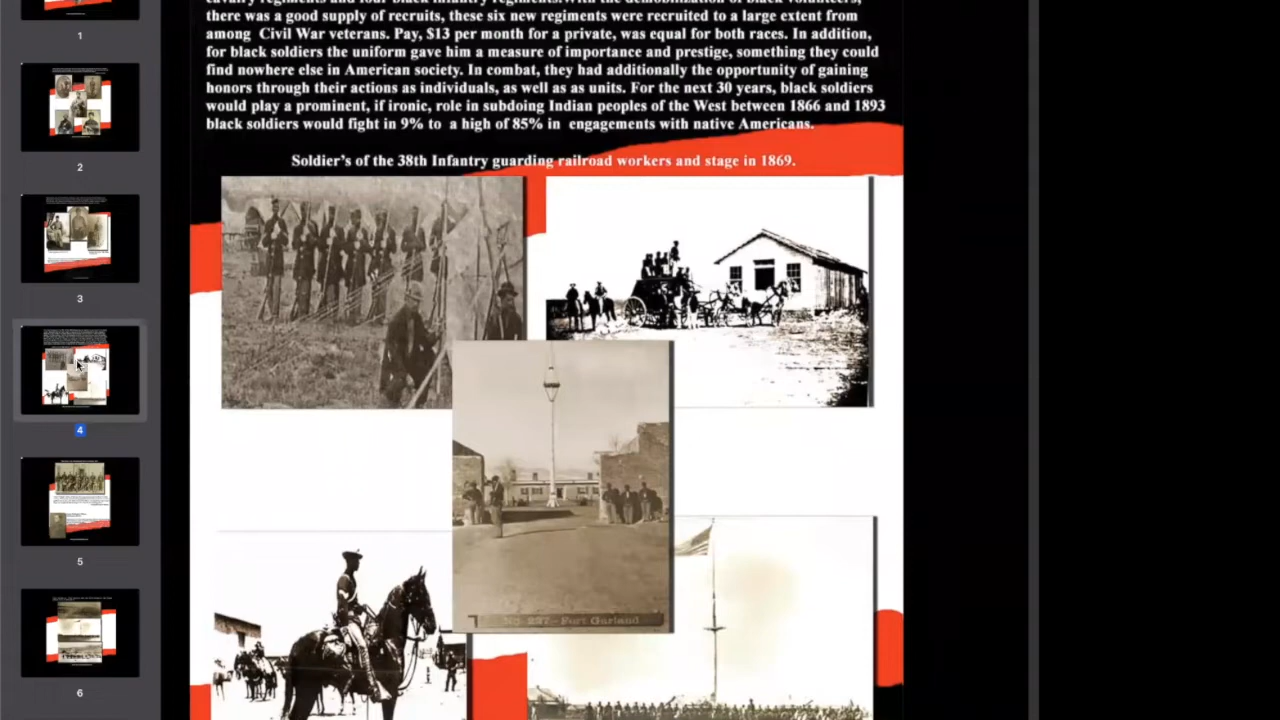 cavalry regiments and four black infantry regiments.with the demobilization of black volunteers,
there was a good supply of recruits, these six new regiments were recruited to a large extent from
among Civil War veterans. Pay, $13 per month for a private, was equal for both races. In addition,
for black soldiers the uniform gave him a measure of importance and prestige, something they could
find nowhere else in American society. In combat, they had additionally the opportunity of gaining
honors through their actions as individuals, as well as as units. For the next 30 years, black soldiers
would play a prominent, if ironic, role in subdoing Indian peoples of the West between 1866 and 1893
black soldiers would fight in 9% to a high of 85% in engagements with native Americans.
Soldier's of the 38th Infantry guarding railroad workers and stage in 1869.
No 227- Fort Garland
1
2
3
4
5
6